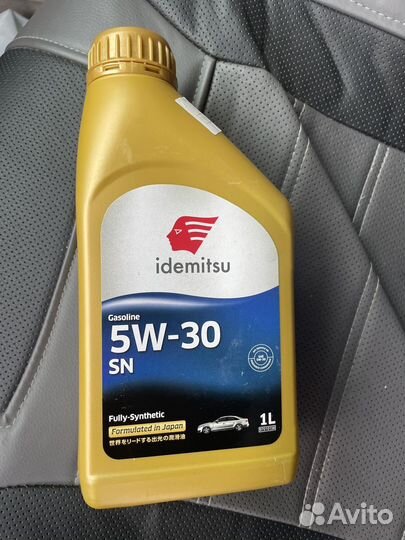 idemitsu
Gasoline
5W-30
SN
Fully-Synthetic
Formulated in Japan
世界をリードする出光の潤滑油
1L
Avito